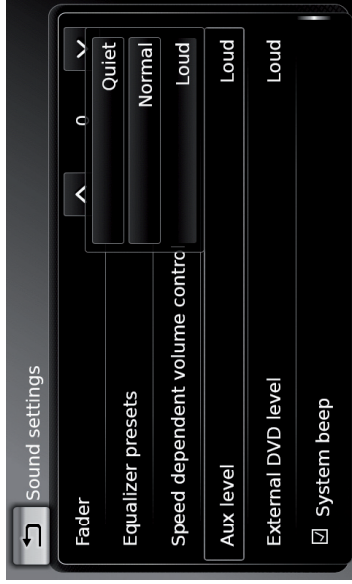 Sound settings
Fader
0
Equalizer presets
Speed dependent volume contro
Aux level
Loud
External DVD level
Loud
System beep
Quiet
Normal
Loud